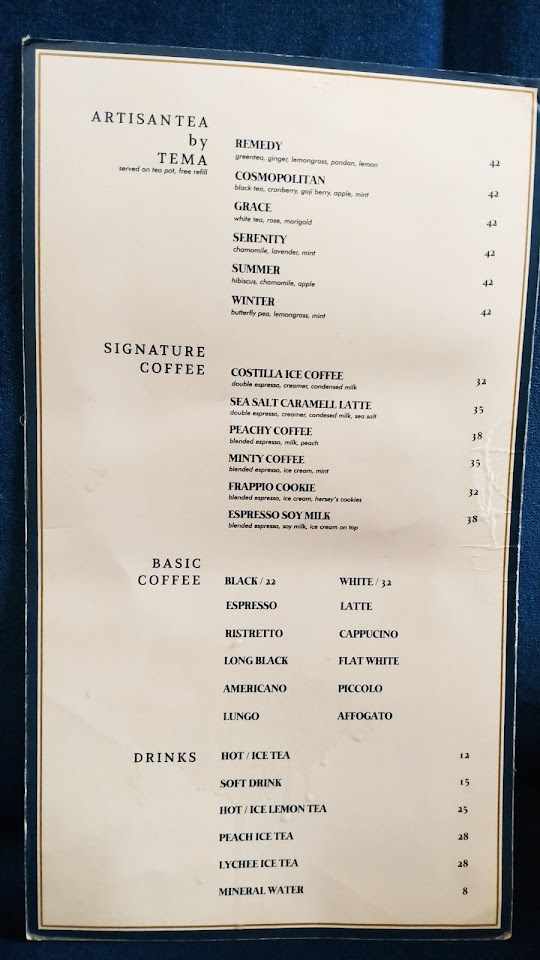 ARTISANTEA
by
TEMA
served on tea pot, free refill
REMEDY 42
greentea, ginger, lemongrass, pandan, lemon
COSMOPOLITAN 42
black tea, cranberry, goji berry, apple, mint
GRACE 42
white tea, rose, marigold
SERENITY 42
chamomile, lavender, mint
SUMMER 42
hibiscus, chamomile, apple
WINTER 42
butterfly pea, lemongrass, mint
SIGNATURE
COFFEE
COSTILLA ICE COFFEE 32
double espresso, creamer, condensed milk
SEA SALT CARAMELL LATTE 35
double espresso, creamer, condesed milk, sea salt
PEACHY COFFEE 38
blended espresso, milk, peach
MINTY COFFEE 35
blended espresso, ice cream, mint
FRAPPIO COOKIE 32
blended espresso, ice cream, hersey's cookies
ESPRESSO SOY MILK 38
blended espresso, soy milk, ice cream on top
BASIC
COFFEE
BLACK / 22 WHITE / 32
ESPRESSO LATTE
RISTRETTO CAPPUCINO
LONG BLACK FLAT WHITE
AMERICANO PICCOLO
LUNGO AFFOGATO
DRINKS
HOT / ICE TEA 12
SOFT DRINK 15
HOT / ICE LEMON TEA 25
PEACH ICE TEA 28
LYCHEE ICE TEA 28
MINERAL WATER 8